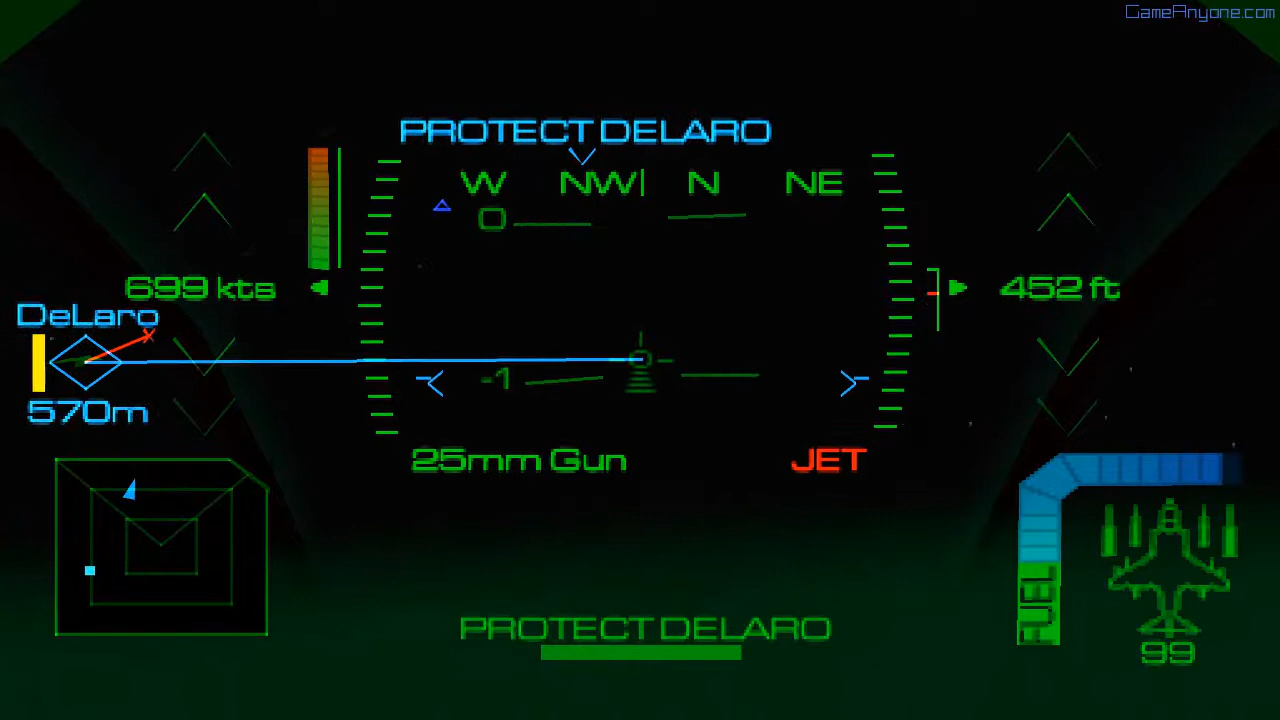 GameAnyone.com
PROTECT DELARO
W NW N NE
0
699 kts
452 ft
DeLaro
-1
570m
25mm Gun
JET
FUEL
PROTECT DELARO
99